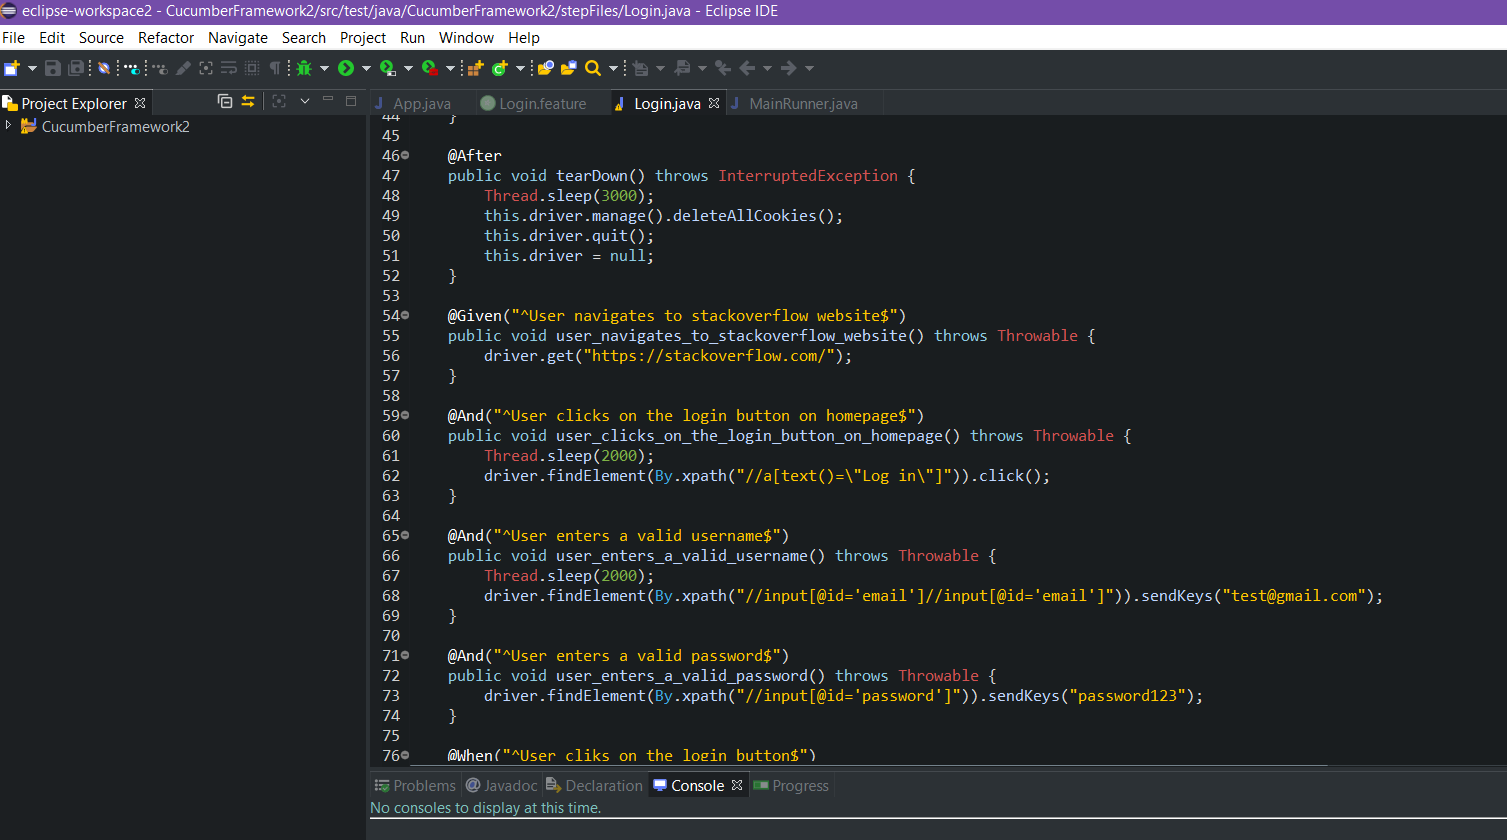 eclipse-workspace2 - CucumberFramework2/src/test/java/CucumberFramework2/stepFiles/Login.java - Eclipse IDE
File Edit Source Refactor Navigate Search Project Run Window Help
Project Explorer
App.java Login.feature Login.java MainRunner.java
CucumberFramework2
44 }
45
46 @After
47 public void tearDown() throws InterruptedException {
48 Thread.sleep(3000);
49 this.driver.manage().deleteAllCookies();
50 this.driver.quit();
51 this.driver = null;
52 }
53
54 @Given("^User navigates to stackoverflow website$")
55 public void user_navigates_to_stackoverflow_website() throws Throwable {
56 driver.get("https://stackoverflow.com/");
57 }
58
59 @And("^User clicks on the login button on homepage$")
60 public void user_clicks_on_the_login_button_on_homepage() throws Throwable {
61 Thread.sleep(2000);
62 driver.findElement(By.xpath("//a[text()=\"Log in\"]")).click();
63 }
64
65 @And("^User enters a valid username$")
66 public void user_enters_a_valid_username() throws Throwable {
67 Thread.sleep(2000);
68 driver.findElement(By.xpath("//input[@id='email']//input[@id='email']")).sendKeys("test@gmail.com");
69 }
70
71 @And("^User enters a valid password$")
72 public void user_enters_a_valid_password() throws Throwable {
73 driver.findElement(By.xpath("//input[@id='password']")).sendKeys("password123");
74 }
75
76 @When("^User cliks on the login button$")
Problems Javadoc Declaration Console Progress
No consoles to display at this time.